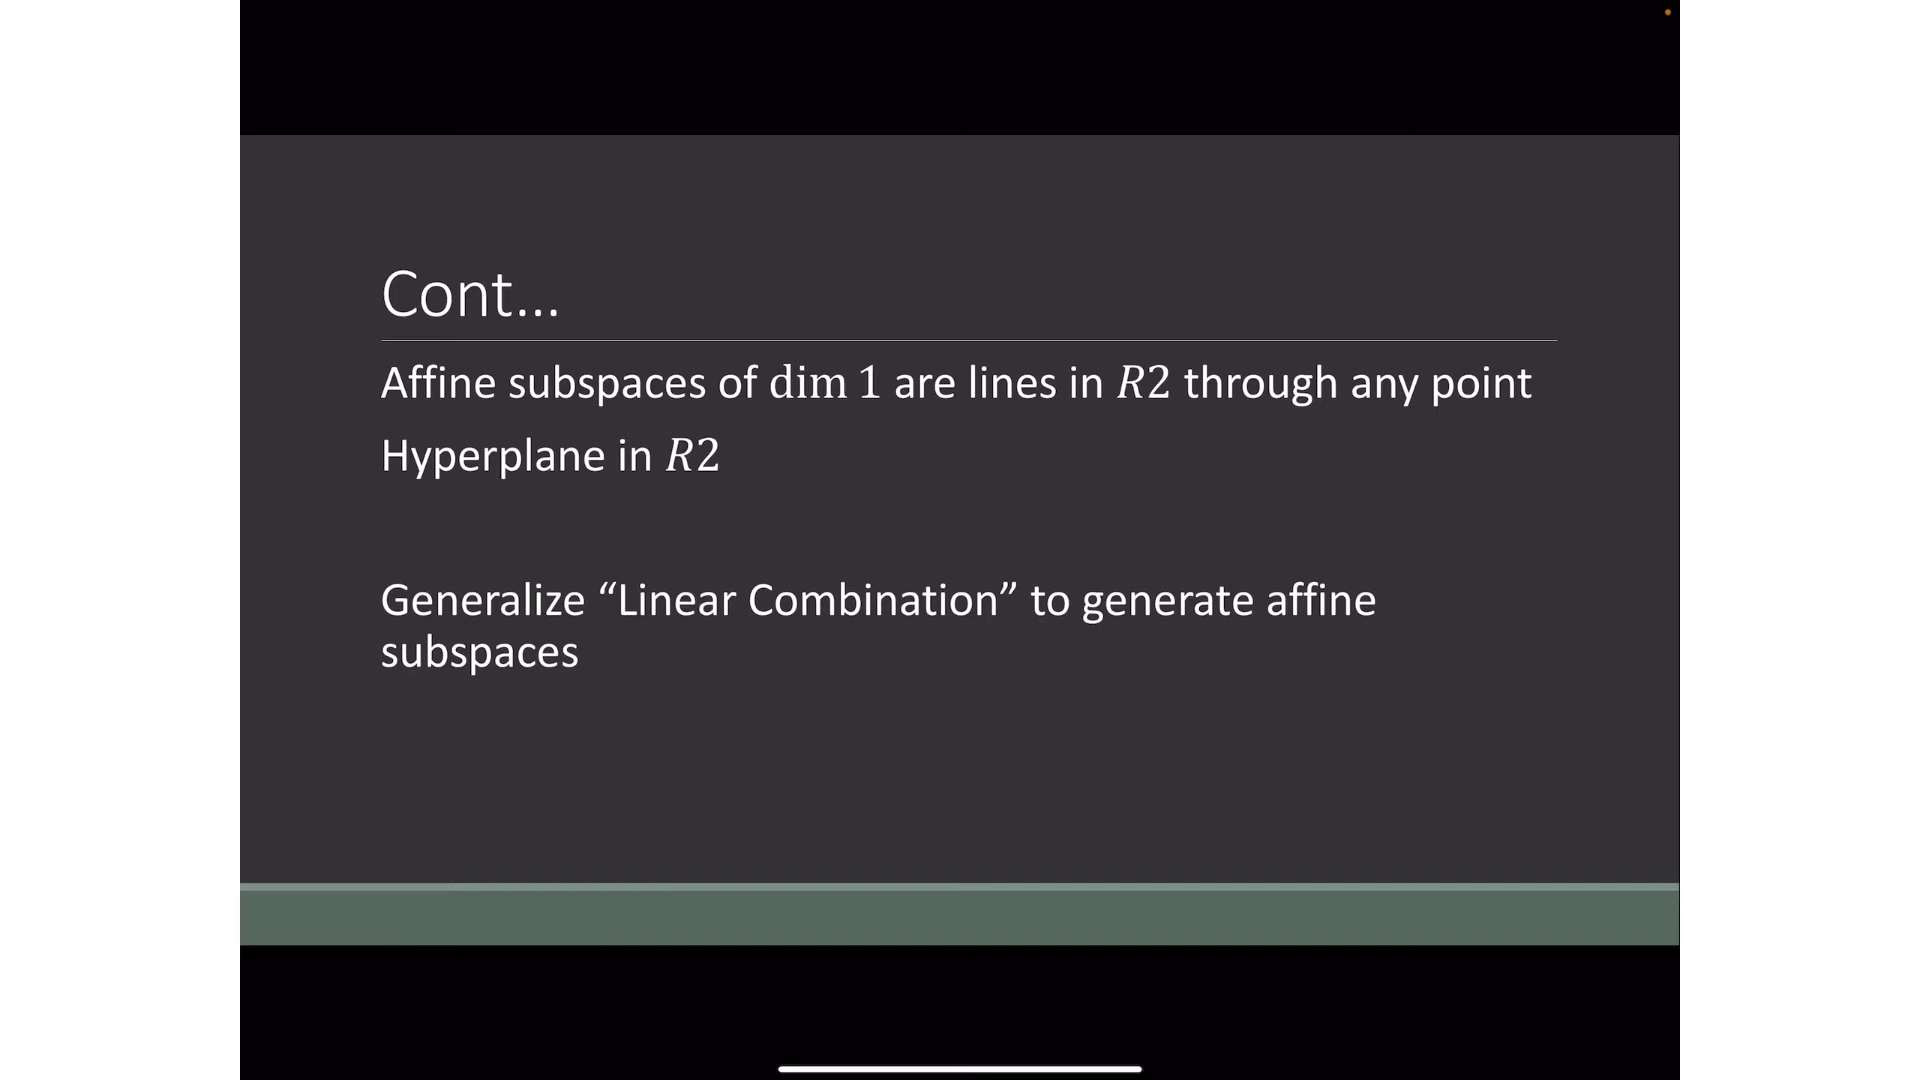 Cont...
Affine subspaces of dim 1 are lines in R2 through any point
Hyperplane in R2
Generalize “Linear Combination” to generate affine
subspaces